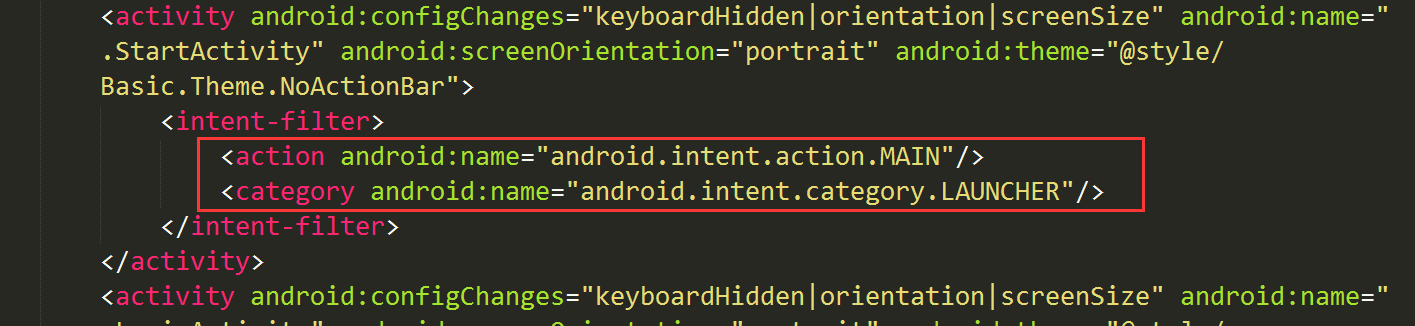 <activity android:configChanges="keyboardHidden|orientation|screenSize" android:name="
.StartActivity" android:screenOrientation="portrait" android:theme="@style/
Basic.Theme.NoActionBar">
<intent-filter>
<action android:name="android.intent.action.MAIN"/>
<category android:name="android.intent.category.LAUNCHER"/>
</intent-filter>
</activity>
<activity android:configChanges="keyboardHidden|orientation|screenSize" android:name="